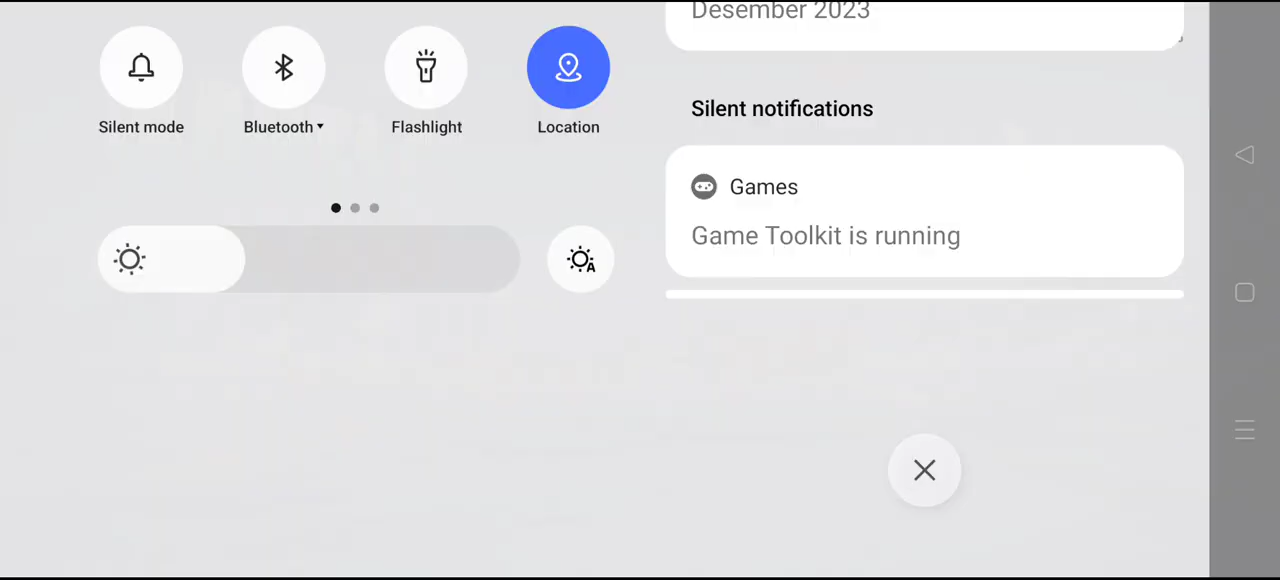 Desember 2023
Silent mode
Bluetooth
Flashlight
Location
Silent notifications
Games
Game Toolkit is running
A